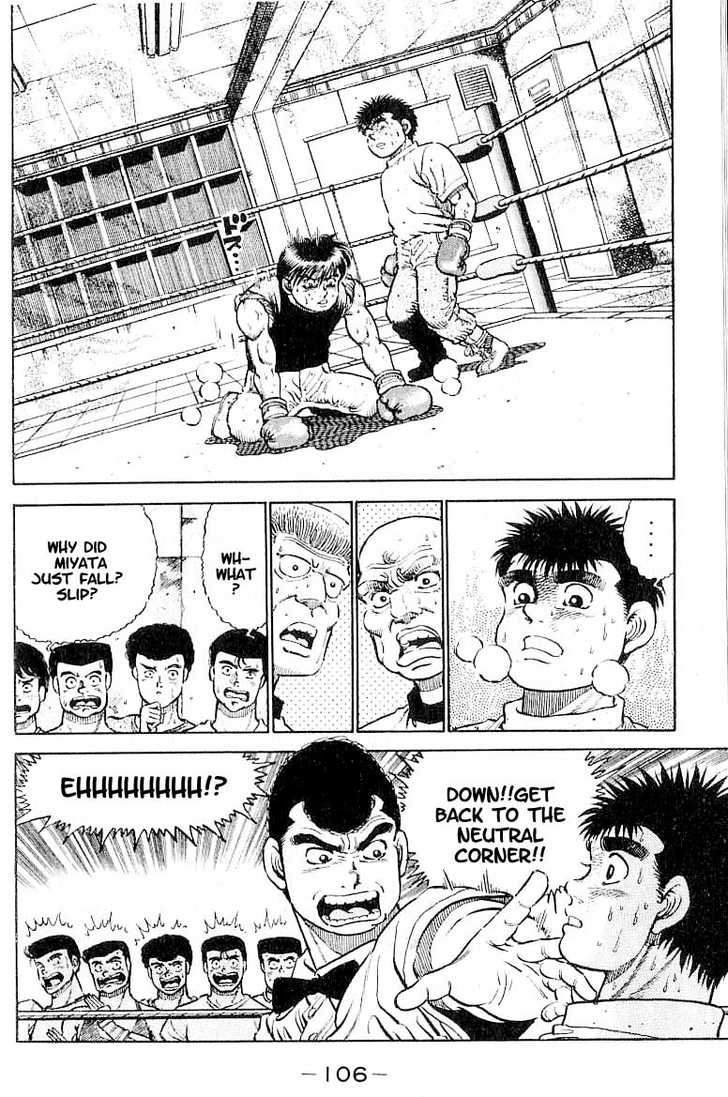 ドスッ…
....
WH-
WHAT
?
WHY DID
MIYATA
JUST FALL?
SLIP?
DOWN!!GET
BACK TO THE
NEUTRAL
CORNER!!
EHHHHHHHH!?
-106-